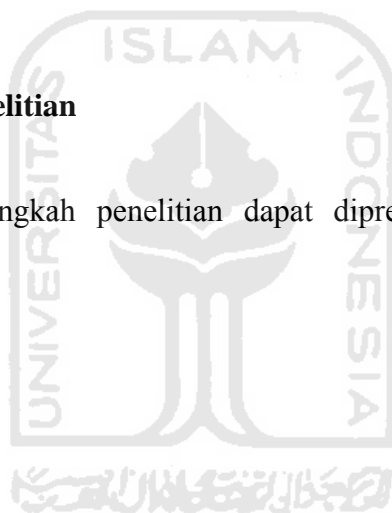 ISLAM
UNIVERSITAS
INDONESIA
elitian
ngkah penelitian dapat dipre